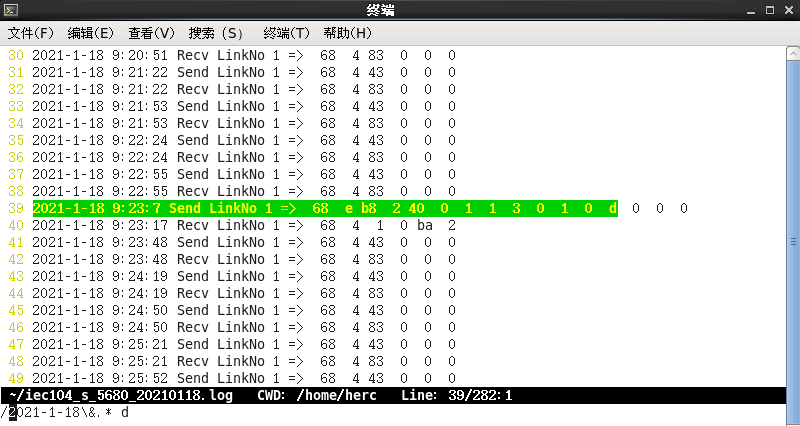 终端
文件(F) 编辑(E) 查看(V) 搜索 (S) 终端(T) 帮助(H)
30 2021-1-18 9:20:51 Recv LinkNo 1 => 68 4 83 0 0 0
31 2021-1-18 9:21:22 Send LinkNo 1 => 68 4 43 0 0 0
32 2021-1-18 9:21:22 Recv LinkNo 1 => 68 4 83 0 0 0
33 2021-1-18 9:21:53 Send LinkNo 1 => 68 4 43 0 0 0
34 2021-1-18 9:21:53 Recv LinkNo 1 => 68 4 83 0 0 0
35 2021-1-18 9:22:24 Send LinkNo 1 => 68 4 43 0 0 0
36 2021-1-18 9:22:24 Recv LinkNo 1 => 68 4 83 0 0 0
37 2021-1-18 9:22:55 Send LinkNo 1 => 68 4 43 0 0 0
38 2021-1-18 9:22:55 Recv LinkNo 1 => 68 4 83 0 0 0
39 2021-1-18 9:23:7 Send LinkNo 1 => 68 e b8 2 40 0 1 1 3 0 1 0 d 0 0 0
40 2021-1-18 9:23:17 Recv LinkNo 1 => 68 4 1 0 ba 2
41 2021-1-18 9:23:48 Send LinkNo 1 => 68 4 43 0 0 0
42 2021-1-18 9:23:48 Recv LinkNo 1 => 68 4 83 0 0 0
43 2021-1-18 9:24:19 Send LinkNo 1 => 68 4 43 0 0 0
44 2021-1-18 9:24:19 Recv LinkNo 1 => 68 4 83 0 0 0
45 2021-1-18 9:24:50 Send LinkNo 1 => 68 4 43 0 0 0
46 2021-1-18 9:24:50 Recv LinkNo 1 => 68 4 83 0 0 0
47 2021-1-18 9:25:21 Send LinkNo 1 => 68 4 43 0 0 0
48 2021-1-18 9:25:21 Recv LinkNo 1 => 68 4 83 0 0 0
49 2021-1-18 9:25:52 Send LinkNo 1 => 68 4 43 0 0 0
~/iec104_s_5680_20210118.log CWD: /home/herc Line: 39/282:1
/2021-1-18\&.* d